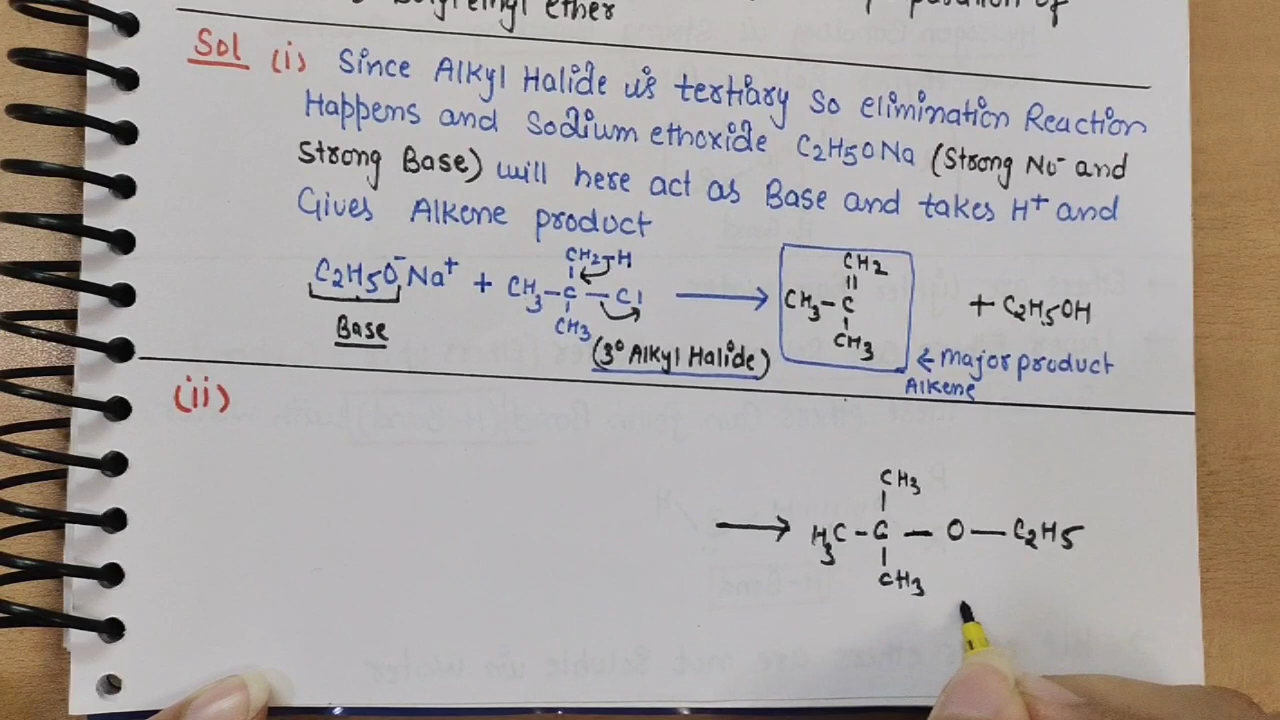 ether
of
Sol (i) Since Alkyl Halide is tertiary so elimination Reaction
Happens and Sodium ethoxide C2H5ONa (Strong Nu⁻ and
Strong Base) will here act as Base and takes H+ and
Gives Alkene product
C2H5O⁻Na⁺ + CH3-C-Cl → CH3-C + C2H5OH
CH2-H
CH3
CH2
CH3
Base
(3° Alkyl Halide)
← major product
Alkene
(ii)
CH3
→ H3C-C-O-C2H5
CH3